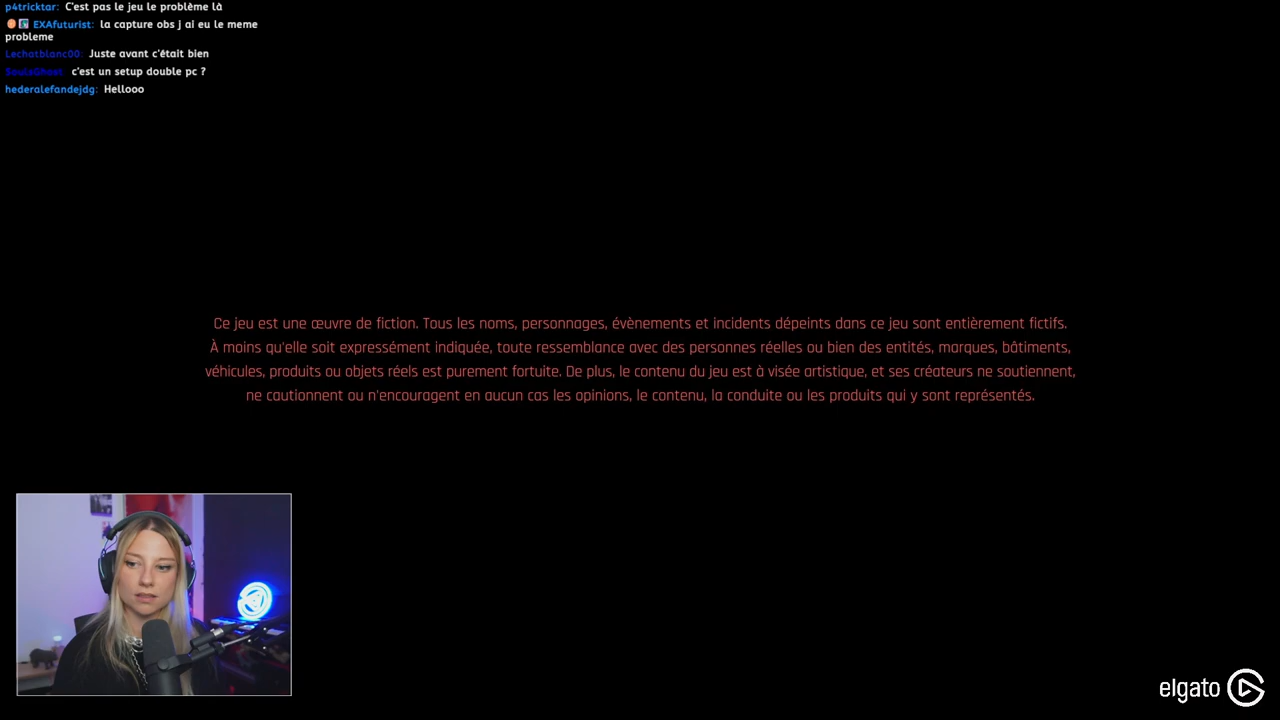 p4tricktar: C'est pas le jeu le problème là
EXAfuturist: la capture obs j ai eu le meme
probleme
Lechatblanc00: Juste avant c'était bien
SoulsGhost: c'est un setup double pc ?
hederalefandejdg: Hellooo
Ce jeu est une œuvre de fiction. Tous les noms, personnages, évènements et incidents dépeints dans ce jeu sont entièrement fictifs.
À moins qu'elle soit expressément indiquée, toute ressemblance avec des personnes réelles ou bien des entités, marques, bâtiments,
véhicules, produits ou objets réels est purement fortuite. De plus, le contenu du jeu est à visée artistique, et ses créateurs ne soutiennent,
ne cautionnent ou n'encouragent en aucun cas les opinions, le contenu, la conduite ou les produits qui y sont représentés.
elgato